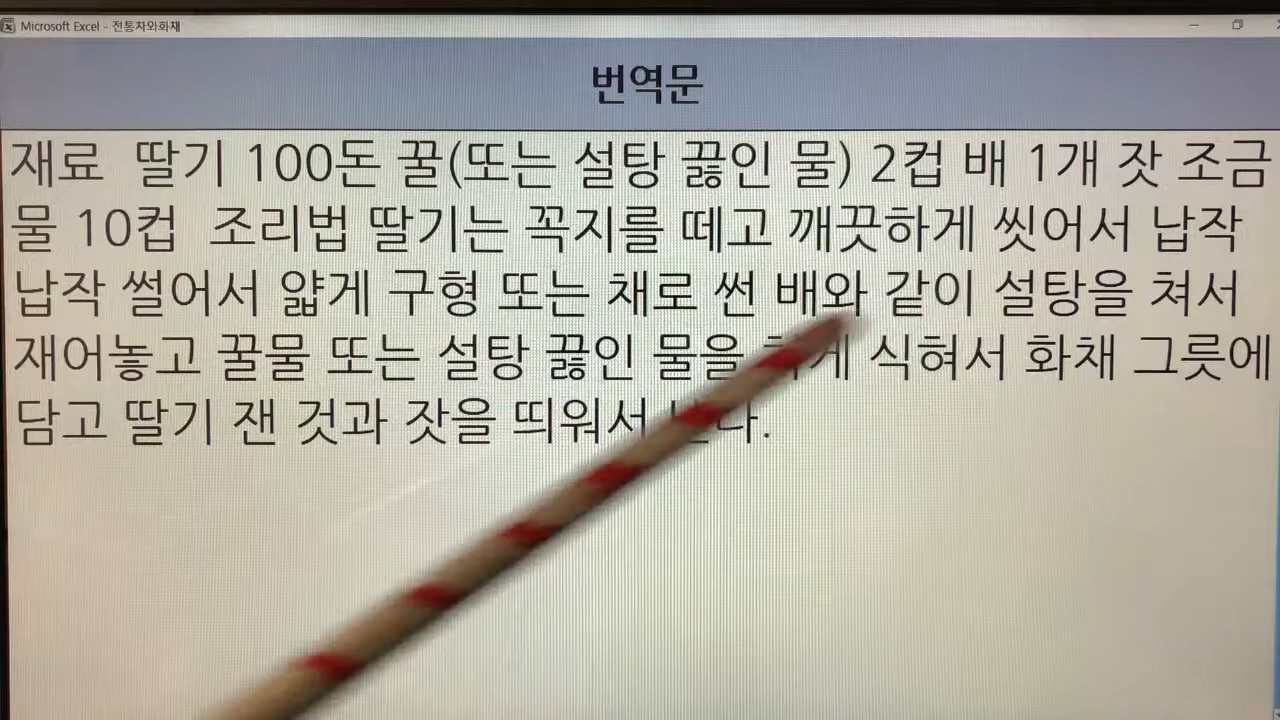 Microsoft Excel - 전통차와화채
번역문
재료 딸기 100돈 꿀(또는 설탕 끓인 물) 2컵 배 1개 잣 조금
물 10컵 조리법 딸기는 꼭지를 떼고 깨끗하게 씻어서 납작
납작 썰어서 얇게 구형 또는 채로 썬 배와 같이 설탕을 쳐서
재어놓고 꿀물 또는 설탕 끓인 물을 식혀서 화채 그릇에
담고 딸기 잰 것과 잣을 띄워서